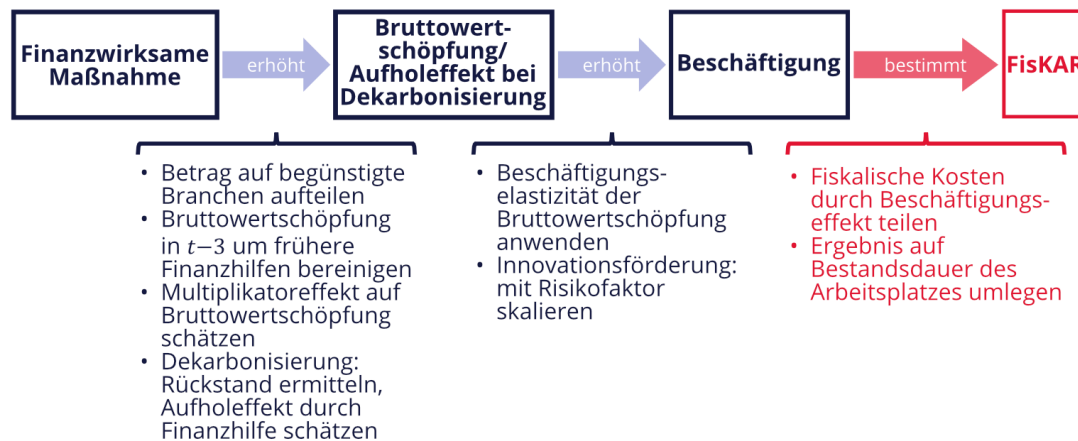 Finanzwirksame
Maßnahme
erhöht
Bruttowert-
schöpfung/
Aufholeffekt bei
Dekarbonisierung
erhöht
Beschäftigung
bestimmt
FisKAR
• Betrag auf begünstigte
Branchen aufteilen
• Bruttowertschöpfung
in t−3 um frühere
Finanzhilfen bereinigen
• Multiplikatoreffekt auf
Bruttowertschöpfung
schätzen
• Dekarbonisierung:
Rückstand ermitteln,
Aufholeffekt durch
Finanzhilfe schätzen
• Beschäftigungs-
elastizität der
Bruttowertschöpfung
anwenden
• Innovationsförderung:
mit Risikofaktor
skalieren
• Fiskalische Kosten
durch Beschäftigungs-
effekt teilen
• Ergebnis auf
Bestandsdauer des
Arbeitsplatzes umlegen